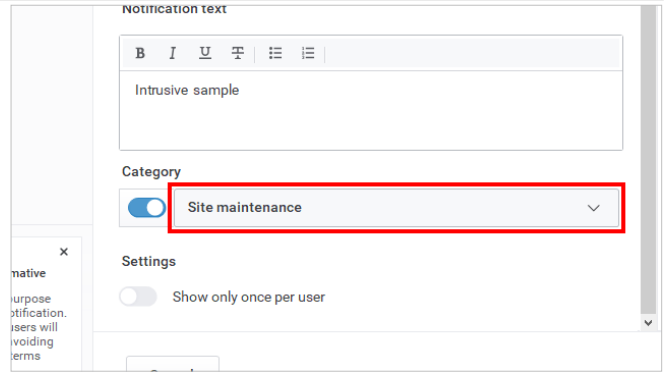 Notification text
B I U T
Intrusive sample
Category
Site maintenance
Settings
Show only once per user
×
mative
urpose
otification.
users will
avoiding
terms